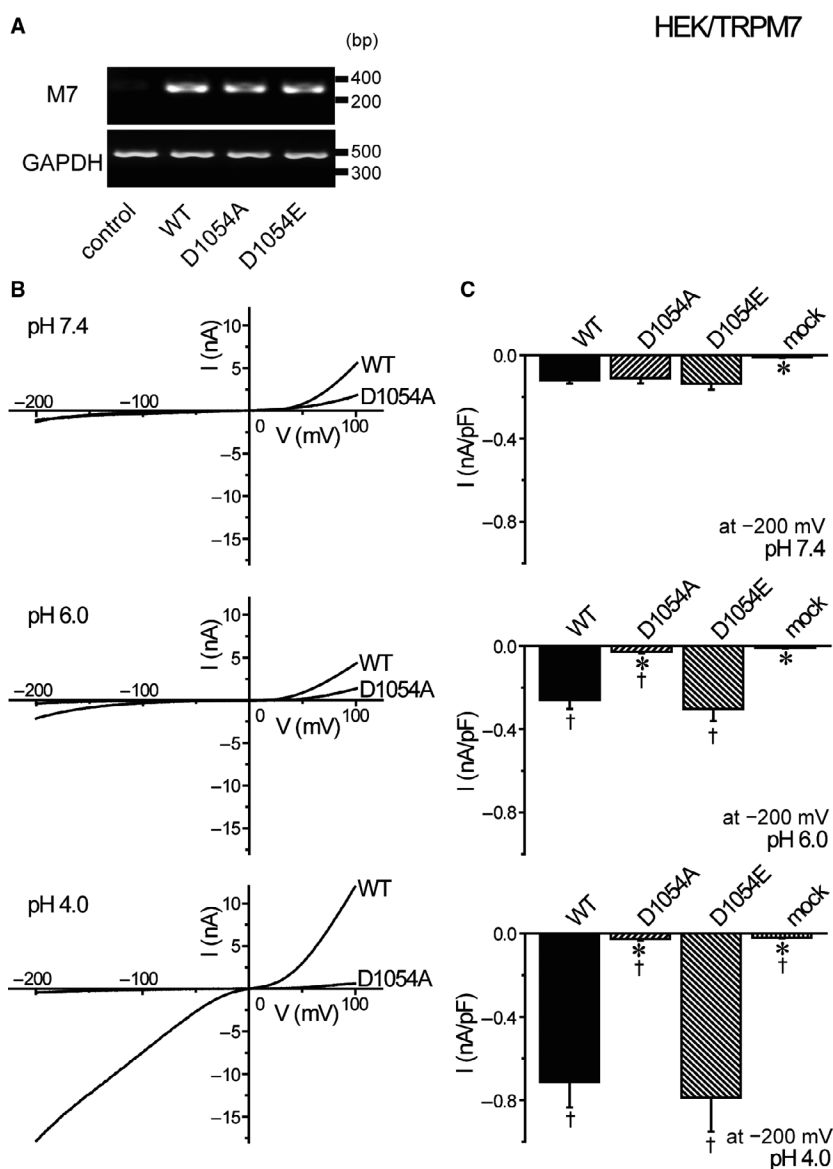 A
HEK/TRPM7
(bp)
M7
400
200
GAPDH
500
300
control
WT
D1054A
D1054E
B
pH 7.4
I (nA)
10
5
WT
D1054A
−200
−100
0
100
V (mV)
−5
−10
−15
pH 6.0
I (nA)
10
5
WT
D1054A
−200
−100
0
100
V (mV)
−5
−10
−15
pH 4.0
I (nA)
10
5
WT
D1054A
−200
−100
0
100
V (mV)
−5
−10
−15
C
WT
D1054A
D1054E
mock
0.0
*
−0.4
−0.8
I (nA/pF)
at −200 mV
pH 7.4
WT
D1054A
D1054E
mock
0.0
*
*
†
†
†
−0.4
−0.8
I (nA/pF)
at −200 mV
pH 6.0
WT
D1054A
D1054E
mock
0.0
*
*
†
†
−0.4
−0.8
I (nA/pF)
†
†
at −200 mV
pH 4.0